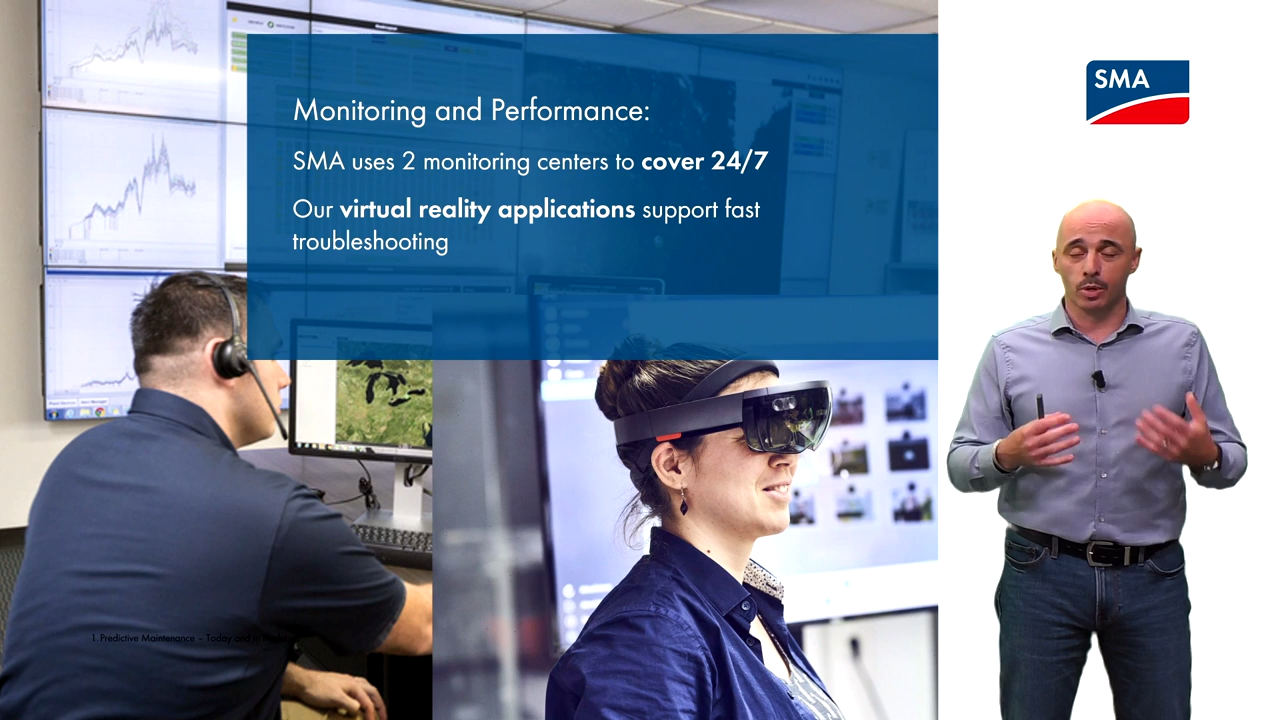 Monitoring and Performance:
SMA
SMA uses 2 monitoring centers to cover 24/7
Our virtual reality applications support fast
troubleshooting
1. Predictive Maintenance – Today and